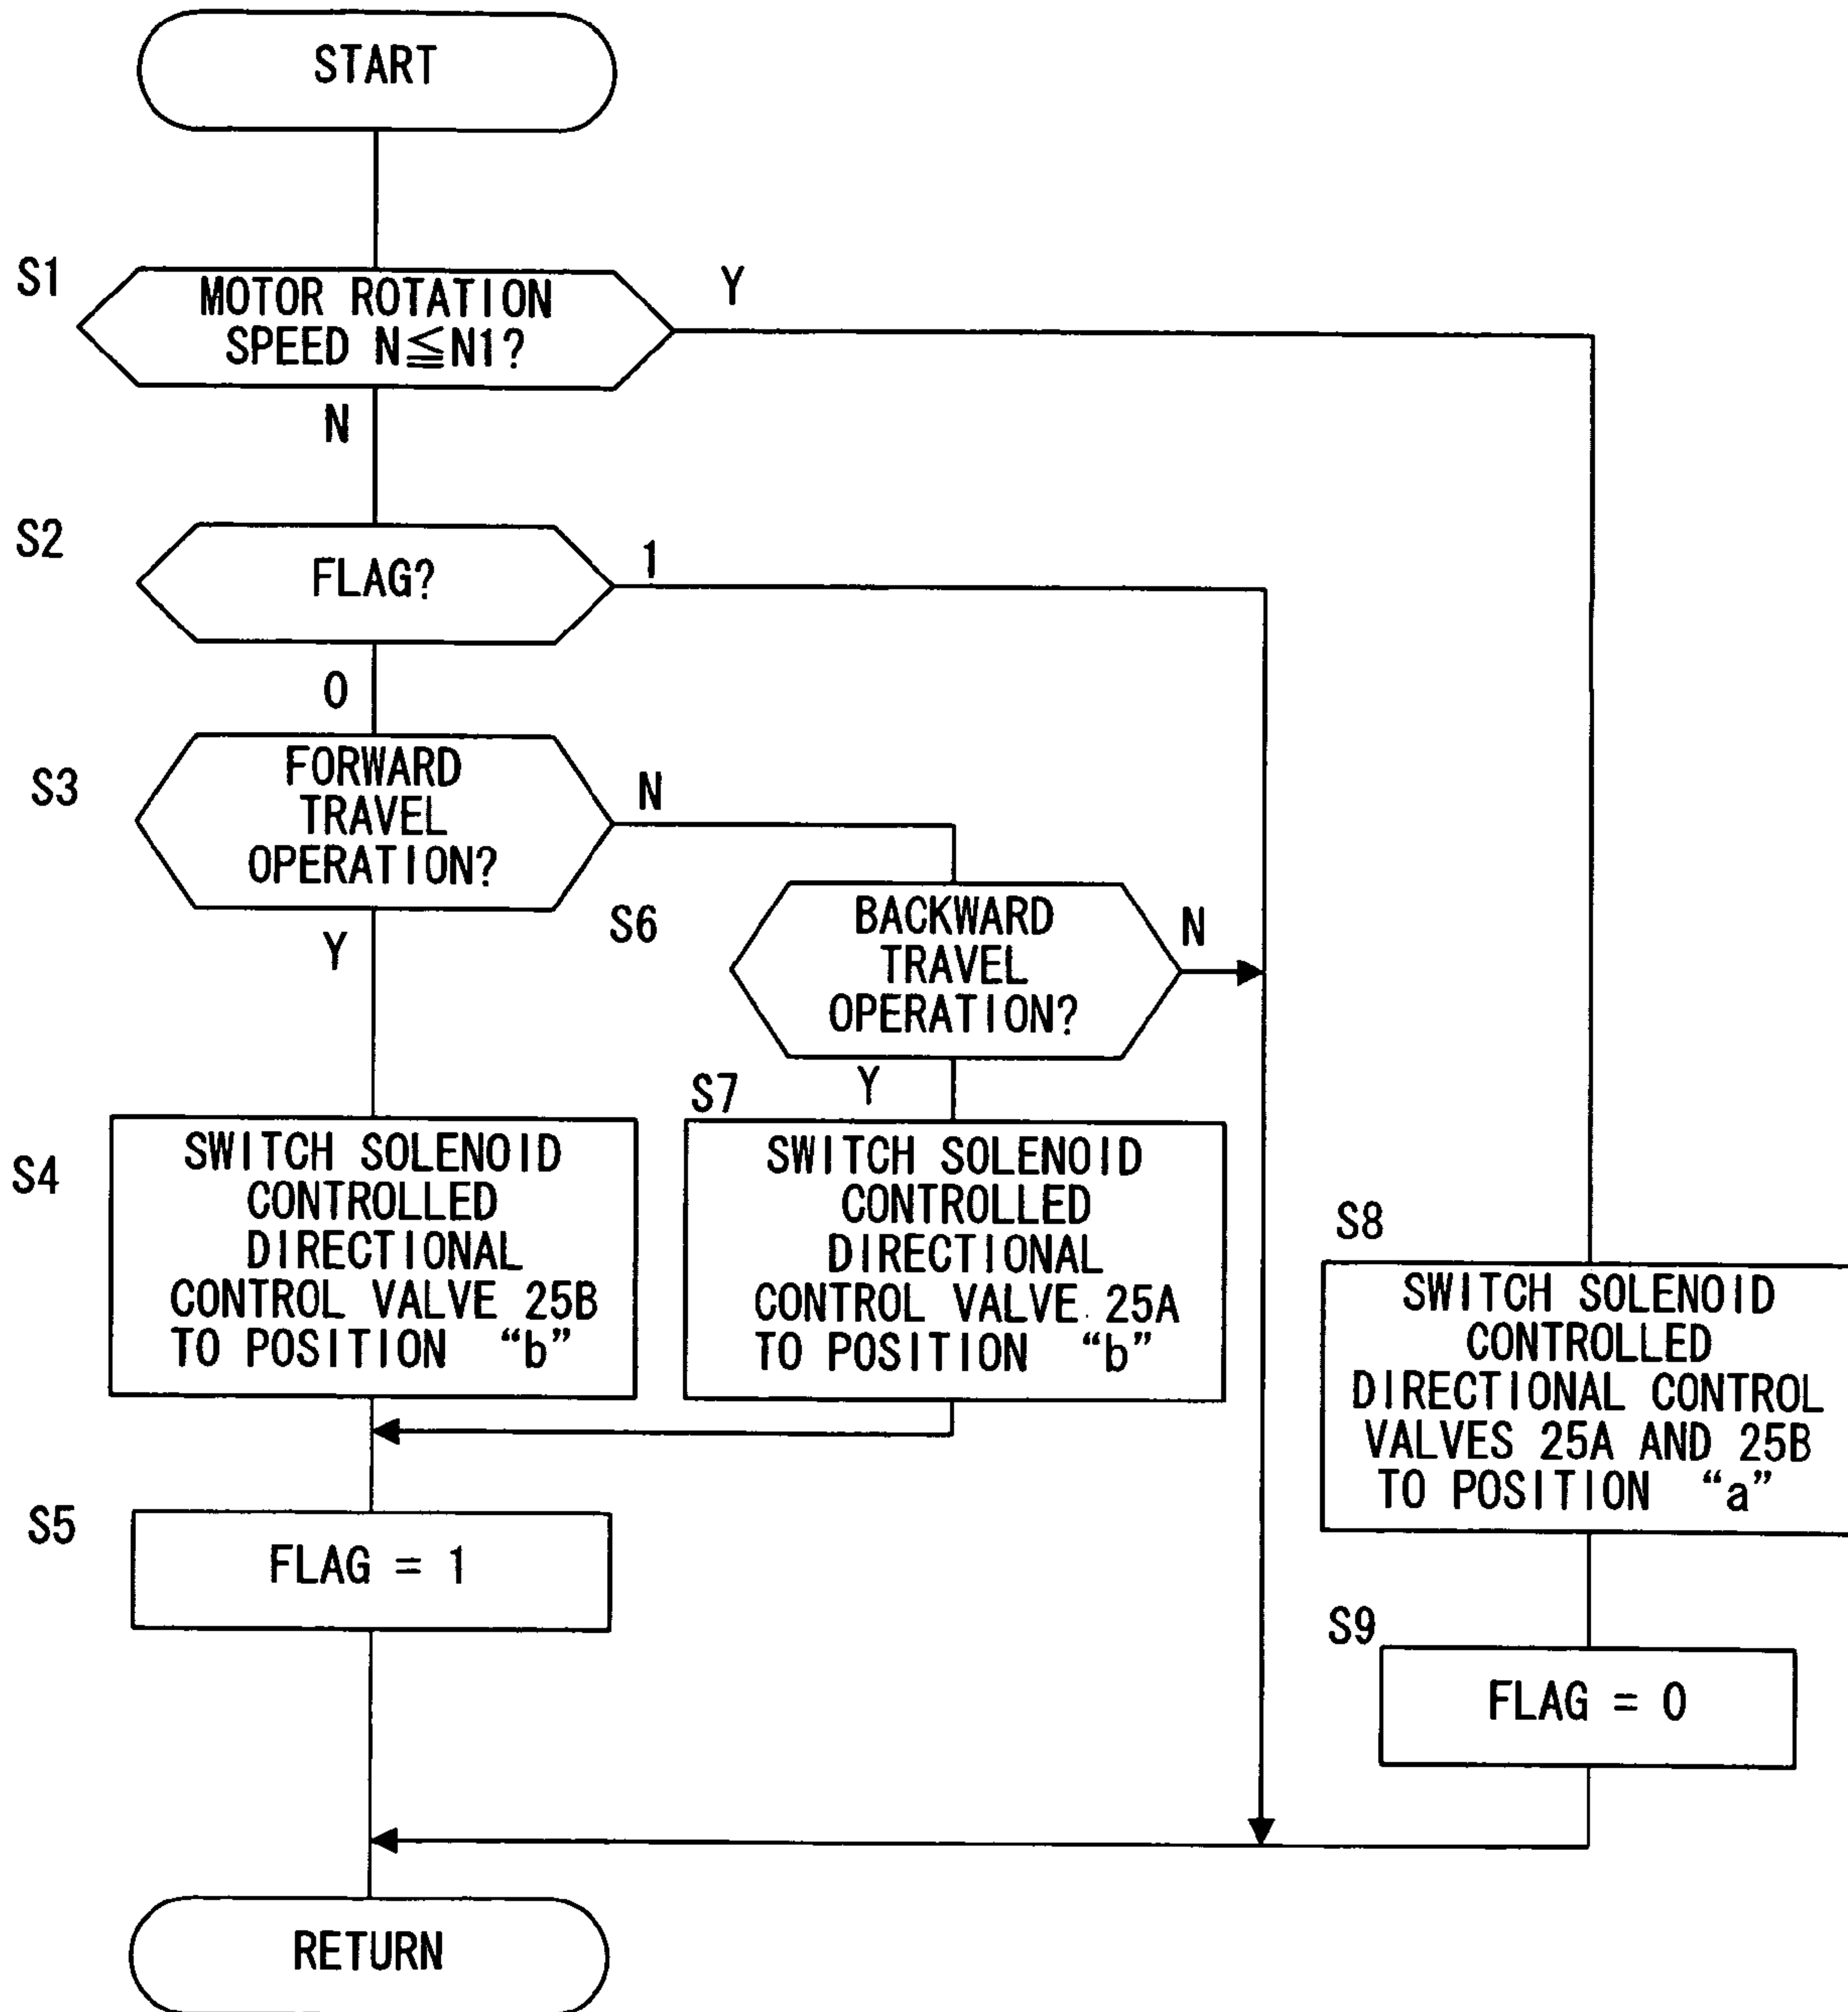 START
S1
MOTOR ROTATION
SPEED N≦N1?
Y
N
S2
FLAG?
1
0
S3
FORWARD
TRAVEL
OPERATION?
N
Y
S6
BACKWARD
TRAVEL
OPERATION?
N
Y
S4
SWITCH SOLENOID
CONTROLLED
DIRECTIONAL
CONTROL VALVE 25B
TO POSITION “b”
S7
SWITCH SOLENOID
CONTROLLED
DIRECTIONAL
CONTROL VALVE 25A
TO POSITION “b”
S8
SWITCH SOLENOID
CONTROLLED
DIRECTIONAL CONTROL
VALVES 25A AND 25B
TO POSITION “a”
S5
FLAG = 1
S9
FLAG = 0
RETURN